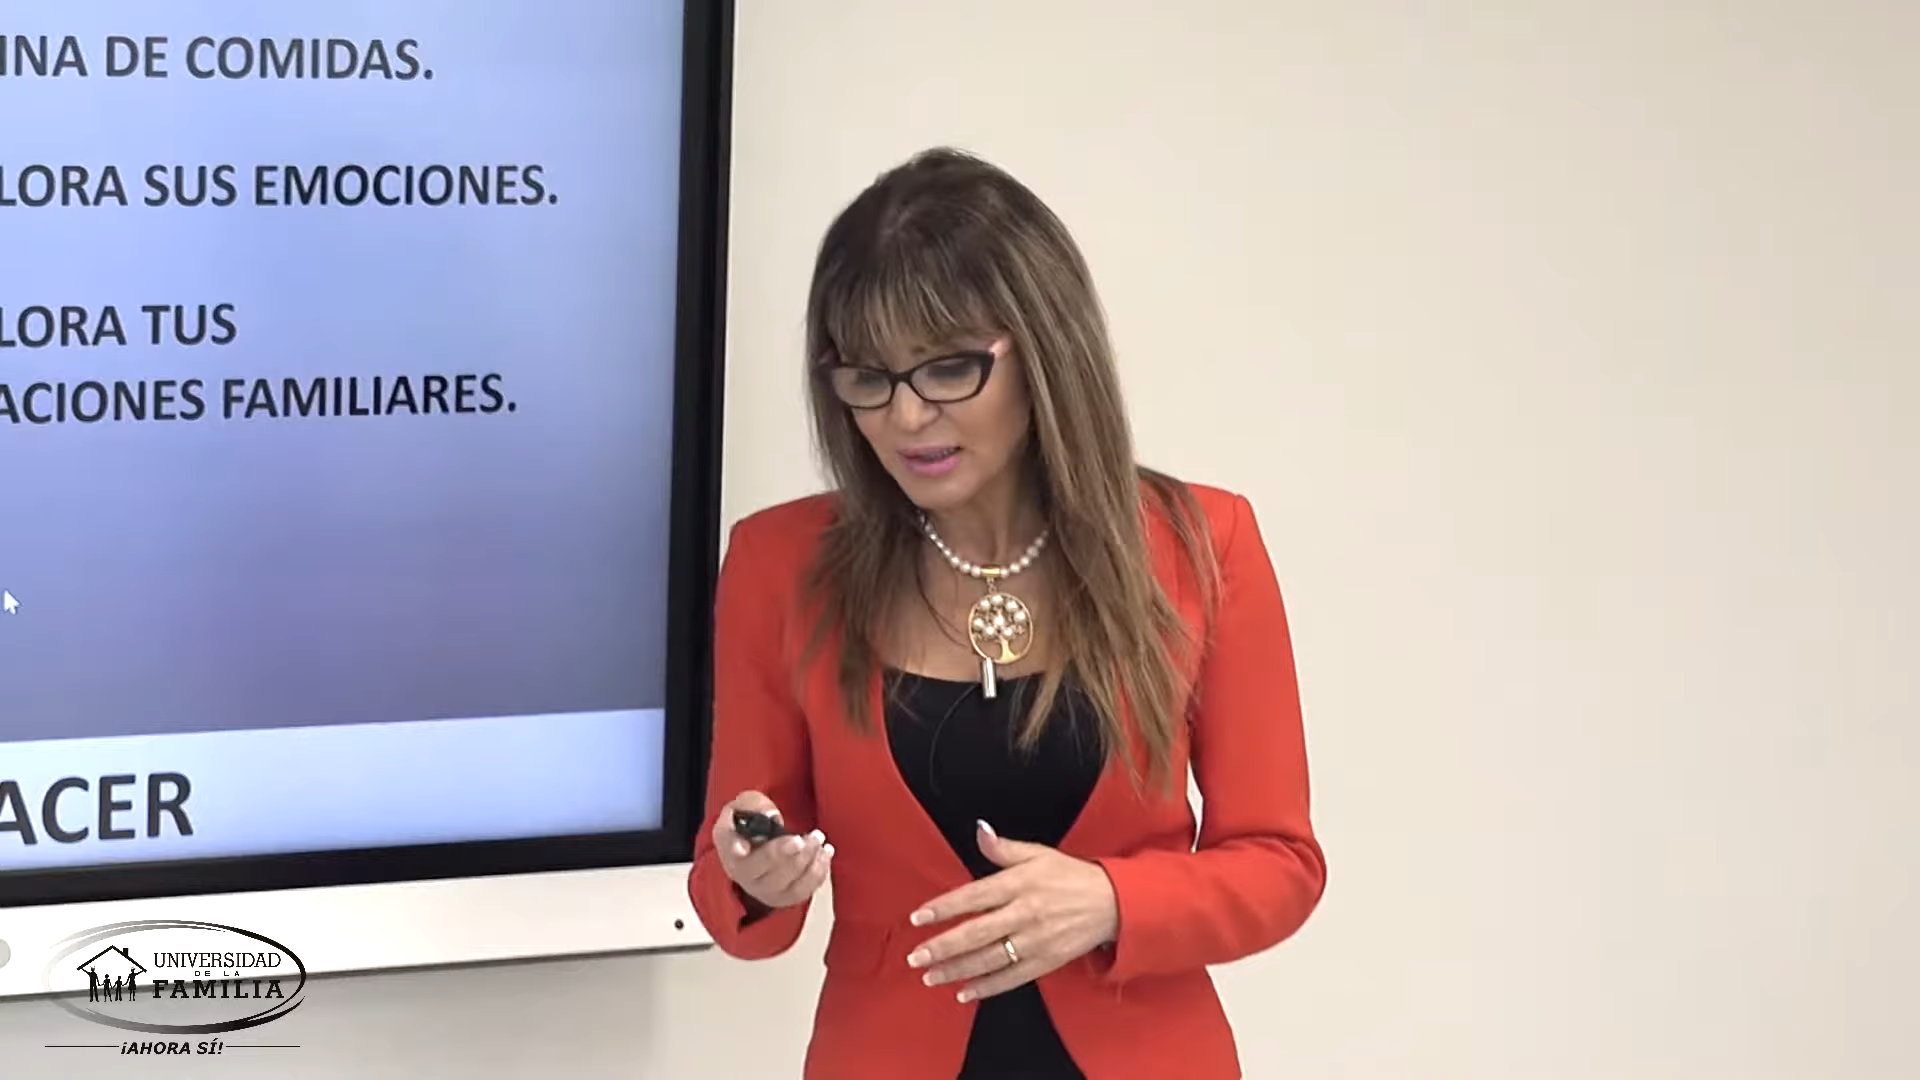 INA DE COMIDAS.
LORA SUS EMOCIONES.
LORA TUS
ACIONES FAMILIARES.
ACER
UNIVERSIDAD
DE LA
FAMILIA
¡AHORA SÍ!